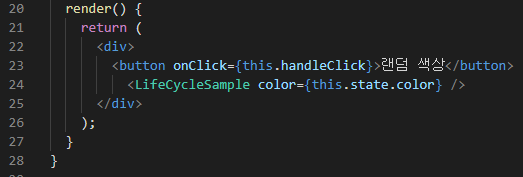 20 render() {
21 return (
22 <div>
23 <button onClick={this.handleClick}>랜덤 색상</button>
24 <LifeCycleSample color={this.state.color} />
25 </div>
26 );
27 }
28 }